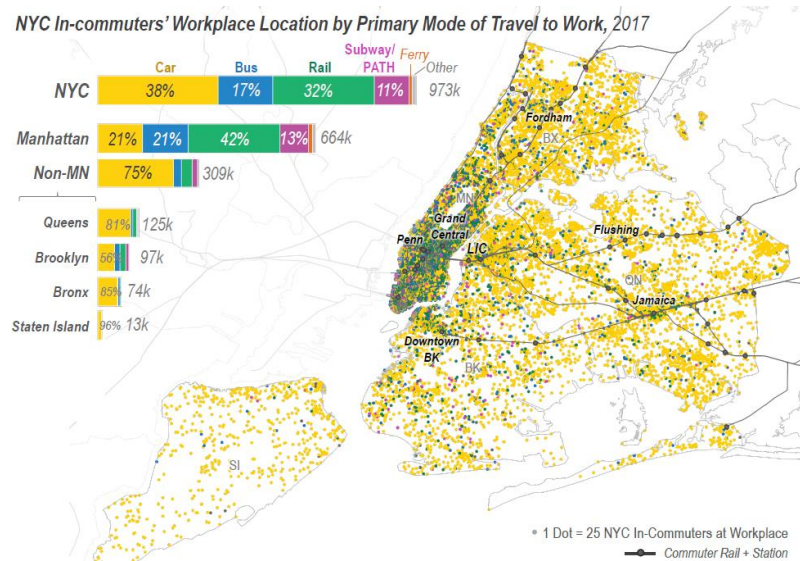 NYC In-commuters' Workplace Location by Primary Mode of Travel to Work, 2017
Car Bus Rail Subway/PATH Ferry Other
NYC 38% 17% 32% 11% 973k
Manhattan 21% 21% 42% 13% 664k
Non-MN 75% 309k
Queens 81% 125k
Brooklyn 56% 97k
Bronx 85% 74k
Staten Island 96% 13k
Fordham
BX
MN
Grand
Central
Penn
LIC
Flushing
QN
Jamaica
Downtown
BK
BK
SI
1 Dot = 25 NYC In-Commuters at Workplace
Commuter Rail + Station